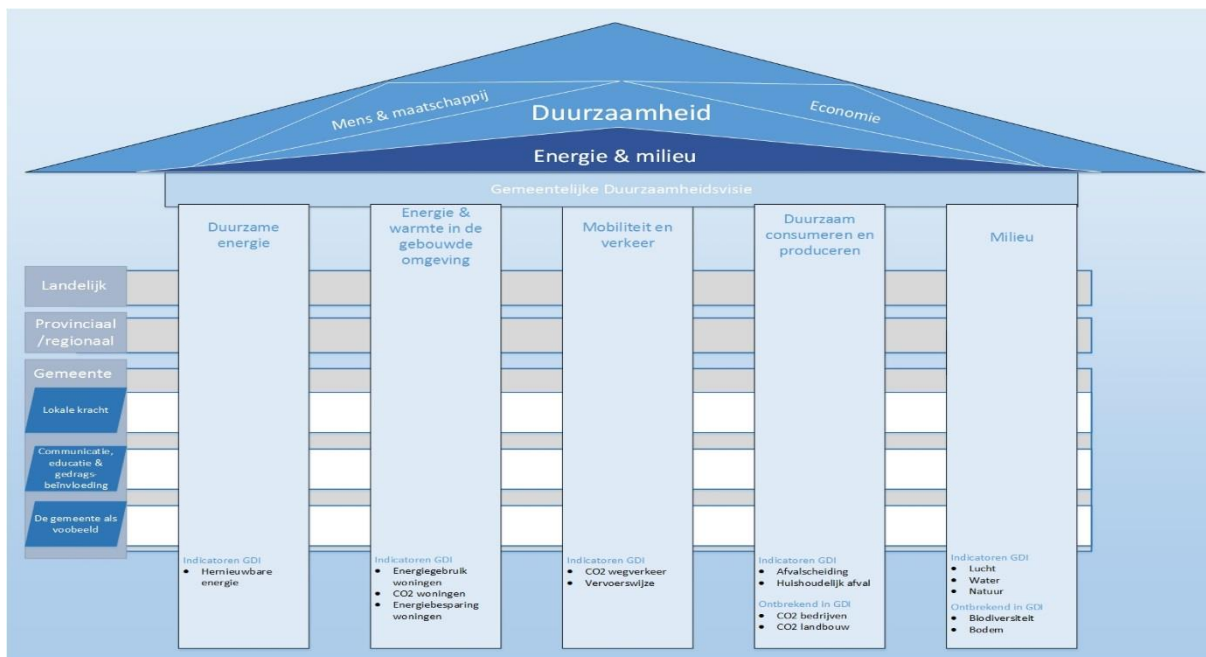 Mens & maatschappij
Economie
Duurzaamheid
Energie & milieu
Gemeentelijke Duurzaamheidsvisie
Duurzame
energie
Energie &
warmte in de
gebouwde
omgeving
Mobiliteit en
verkeer
Duurzaam
consumeren en
produceren
Milieu
Landelijk
Provinciaal
/regionaal
Gemeente
Lokale kracht
Communicatie,
educatie &
gedrags-
beïnvloeding
De gemeente als
voobeeld
Indicatoren GDI
• Hernieuwbare
energie
Indicatoren GDI
• Energiegebruik
woningen
• CO2 woningen
• Energiebesparing
woningen
Indicatoren GDI
• CO2 wegverkeer
• Vervoerswijze
Indicatoren GDI
• Afvalscheiding
• Huishoudelijk afval
Ontbrekend in GDI
• CO2 bedrijven
• CO2 landbouw
Indicatoren GDI
• Lucht
• Water
• Natuur
Ontbrekend in GDI
• Biodiversiteit
• Bodem